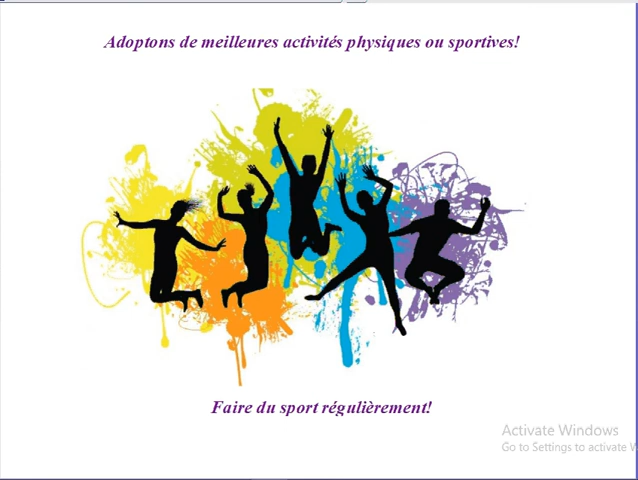 Adoptons de meilleures activités physiques ou sportives!
Faire du sport régulièrement!
Activate Windows
Go to Settings to activate W